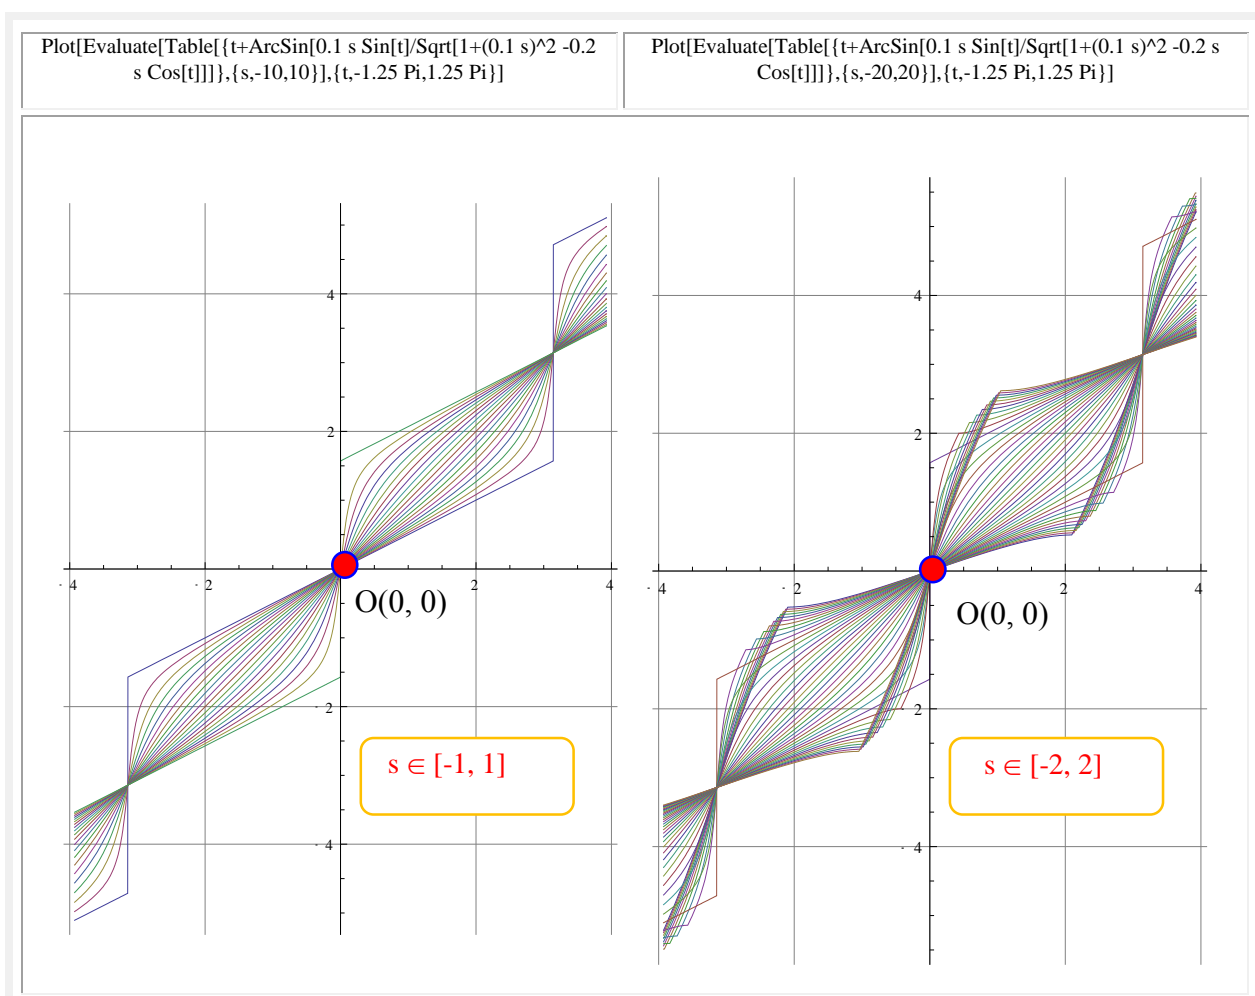 Plot[Evaluate[Table[{t+ArcSin[0.1 s Sin[t]/Sqrt[1+(0.1 s)^2 -0.2
s Cos[t]]]},{s,-10,10}],{t,-1.25 Pi,1.25 Pi}]
Plot[Evaluate[Table[{t+ArcSin[0.1 s Sin[t]/Sqrt[1+(0.1 s)^2 -0.2 s
Cos[t]]]},{s,-20,20}],{t,-1.25 Pi,1.25 Pi}]
4
2
- 4
- 2
2
4
O(0, 0)
- 2
s ∈ [-1, 1]
- 4
4
2
- 4
- 2
2
4
O(0, 0)
- 2
s ∈ [-2, 2]
- 4